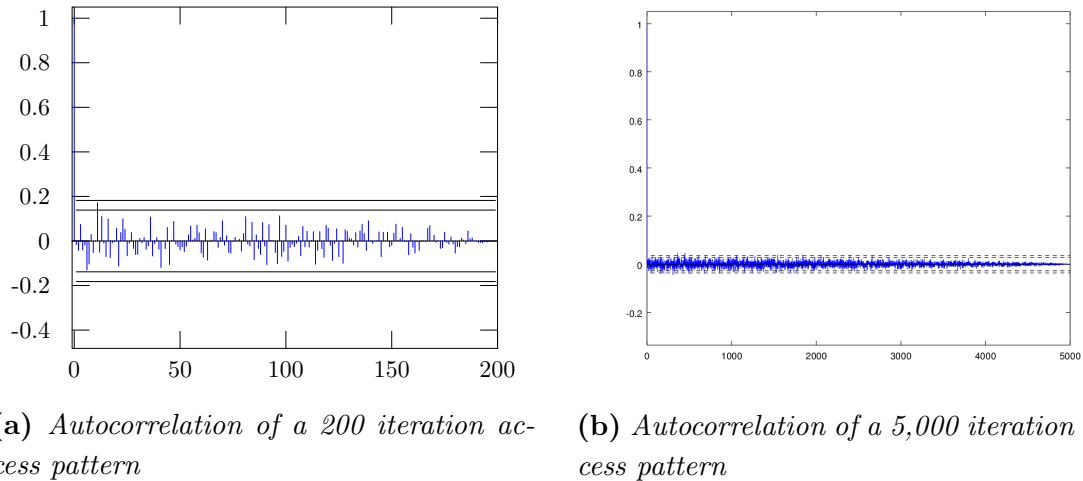 1
0.8
0.6
0.4
0.2
0
-0.2
-0.4
0 50 100 150 200
a) Autocorrelation of a 200 iteration ac-
cess pattern
1
0.8
0.6
0.4
0.2
0
-0.2
0 1000 2000 3000 4000 5000
(b) Autocorrelation of a 5,000 iteration
cess pattern